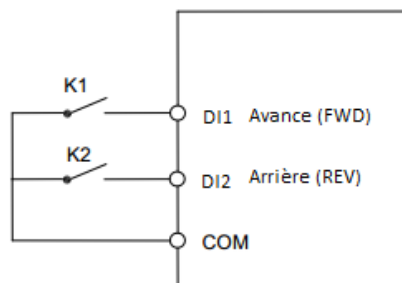 K1
DI1 Avance (FWD)
K2
DI2 Arrière (REV)
COM